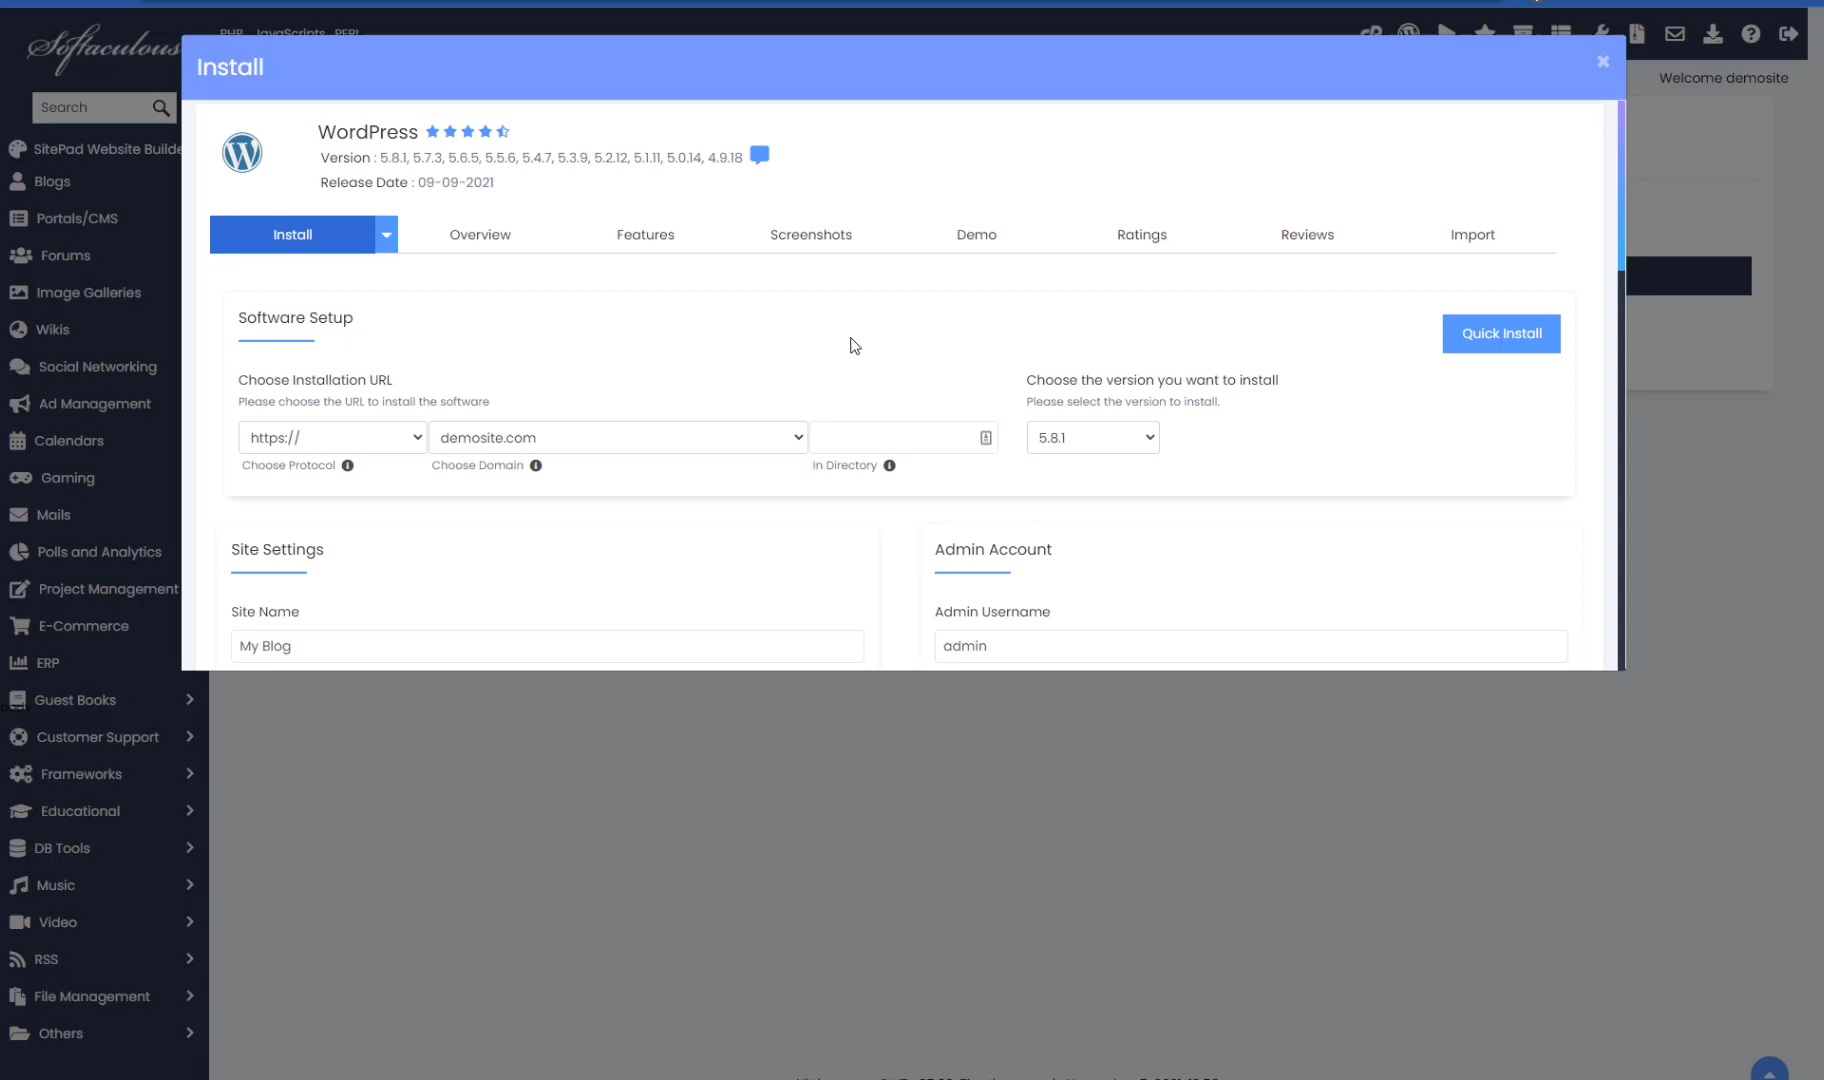 Softaculous
PHP JavaScripts PERL
Install
Welcome demosite
Search
WordPress
Version : 5.8.1, 5.7.3, 5.6.5, 5.5.6, 5.4.7, 5.3.9, 5.2.12, 5.1.11, 5.0.14, 4.9.18
Release Date : 09-09-2021
SitePad Website Builde
Blogs
Portals/CMS
Forums
Image Galleries
Wikis
Social Networking
Ad Management
Calendars
Gaming
Mails
Polls and Analytics
Project Management
E-Commerce
ERP
Guest Books
Customer Support
Frameworks
Educational
DB Tools
Music
Video
RSS
File Management
Others
Install Overview Features Screenshots Demo Ratings Reviews Import
Software Setup
Quick Install
Choose Installation URL
Please choose the URL to install the software
https:// demosite.com
Choose Protocol Choose Domain In Directory
Choose the version you want to install
Please select the version to install.
5.8.1
Site Settings
Site Name
My Blog
Admin Account
Admin Username
admin